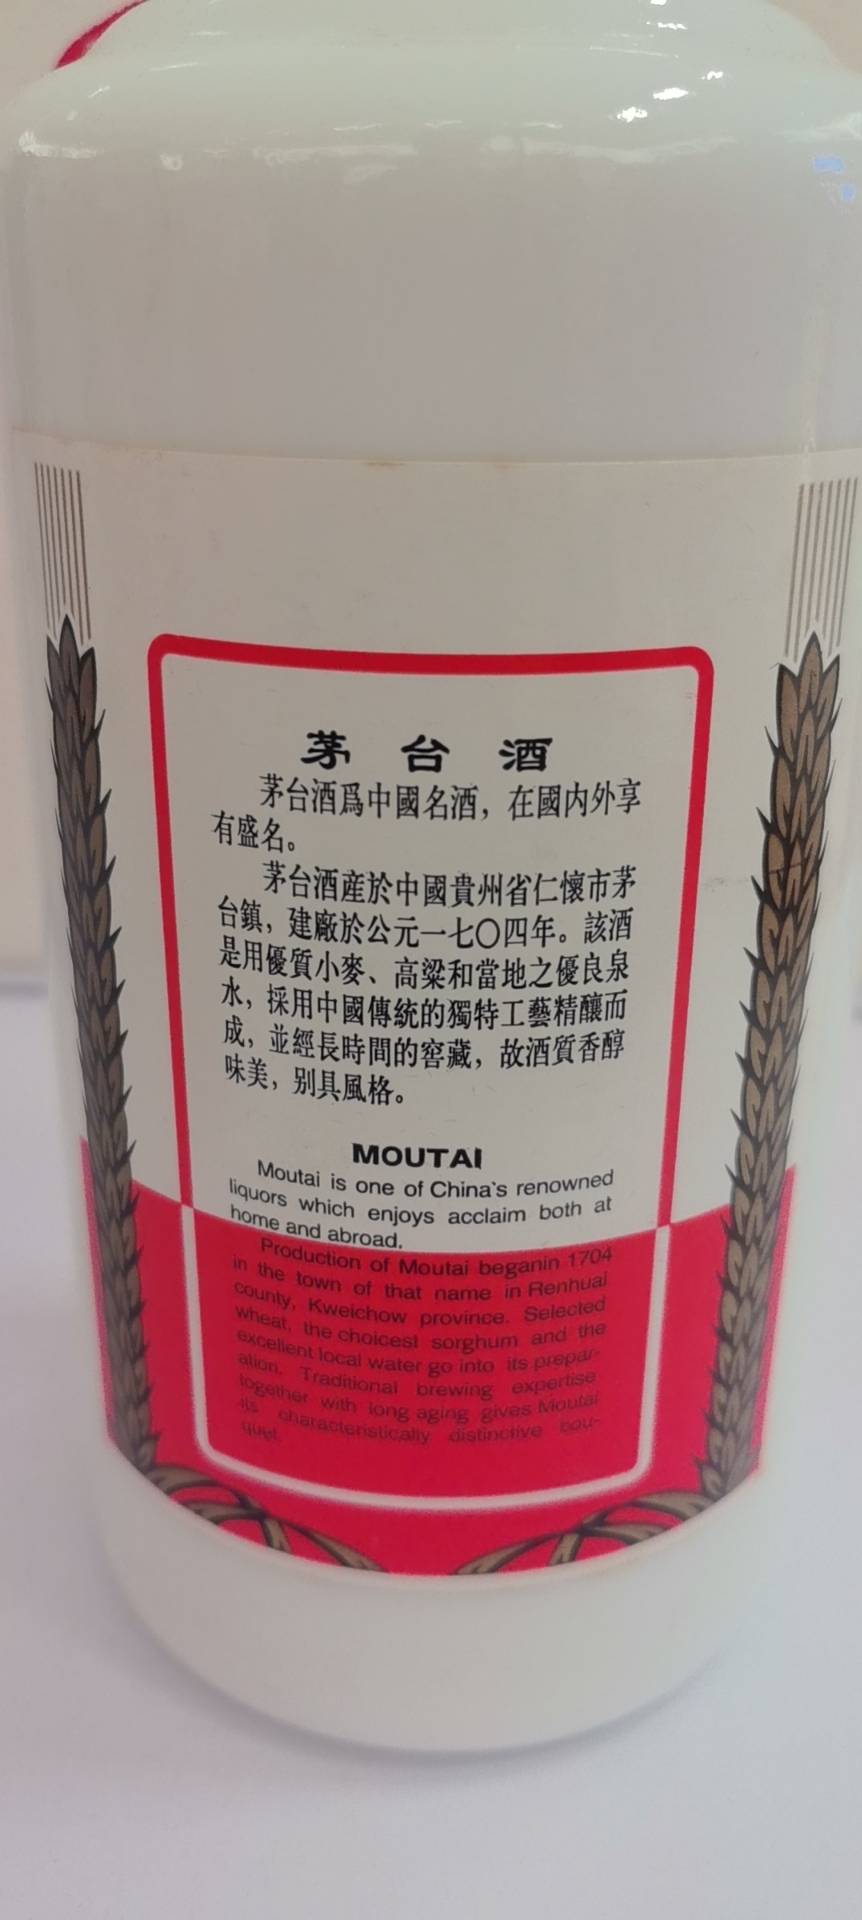 茅台酒
茅台酒爲中國名酒，在國内外享
有盛名。
茅台酒産於中國貴州省仁懷市茅
台鎮，建廠於公元一七〇四年。該酒
是用優質小麥、高粱和當地之優良泉
水，採用中國傳統的獨特工藝精釀而
成，並經長時間的窖藏，故酒質香醇
味美，别具風格。
MOUTAI
Moutai is one of China's renowned
liquors which enjoys acclaim both at
home and abroad.
Production of Moutai beganin 1704
in the town of that name in Renhuai
county, Kweichow province. Selected
wheat, the choicest sorghum and the
excellent local water go into its prepar-
ation. Traditional brewing expertise
together with long aging gives Moutai
its characteristically distinctive bou-
quet.